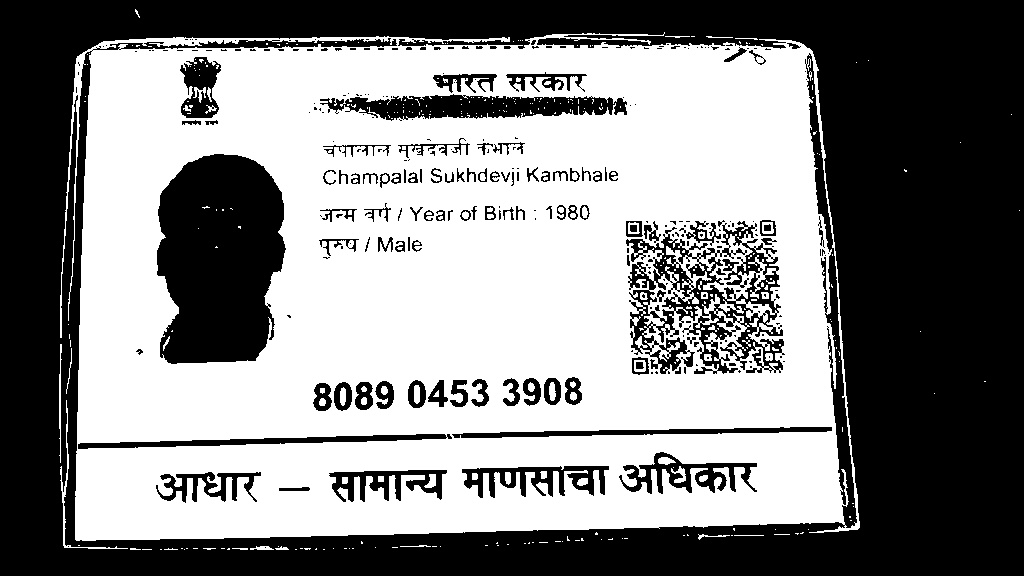 भारत सरकार
INDIA
चंपालाल सुखदेवजी कंभाले
Champalal Sukhdevji Kambhale
जन्म वर्ष / Year of Birth : 1980
पुरुष / Male
8089 0453 3908
आधार — सामान्य माणसाचा अधिकार